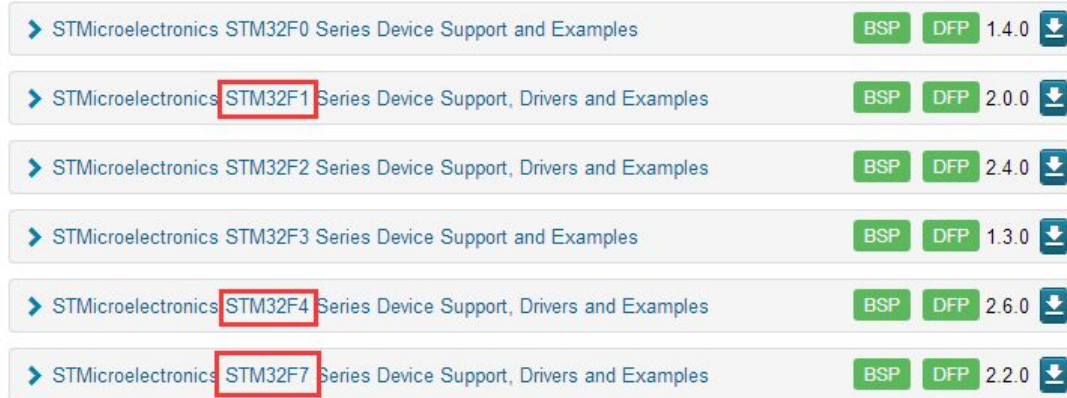 STMicroelectronics STM32F0 Series Device Support and Examples BSP DFP 1.4.0
STMicroelectronics STM32F1 Series Device Support, Drivers and Examples BSP DFP 2.0.0
STMicroelectronics STM32F2 Series Device Support, Drivers and Examples BSP DFP 2.4.0
STMicroelectronics STM32F3 Series Device Support and Examples BSP DFP 1.3.0
STMicroelectronics STM32F4 Series Device Support, Drivers and Examples BSP DFP 2.6.0
STMicroelectronics STM32F7 Series Device Support, Drivers and Examples BSP DFP 2.2.0